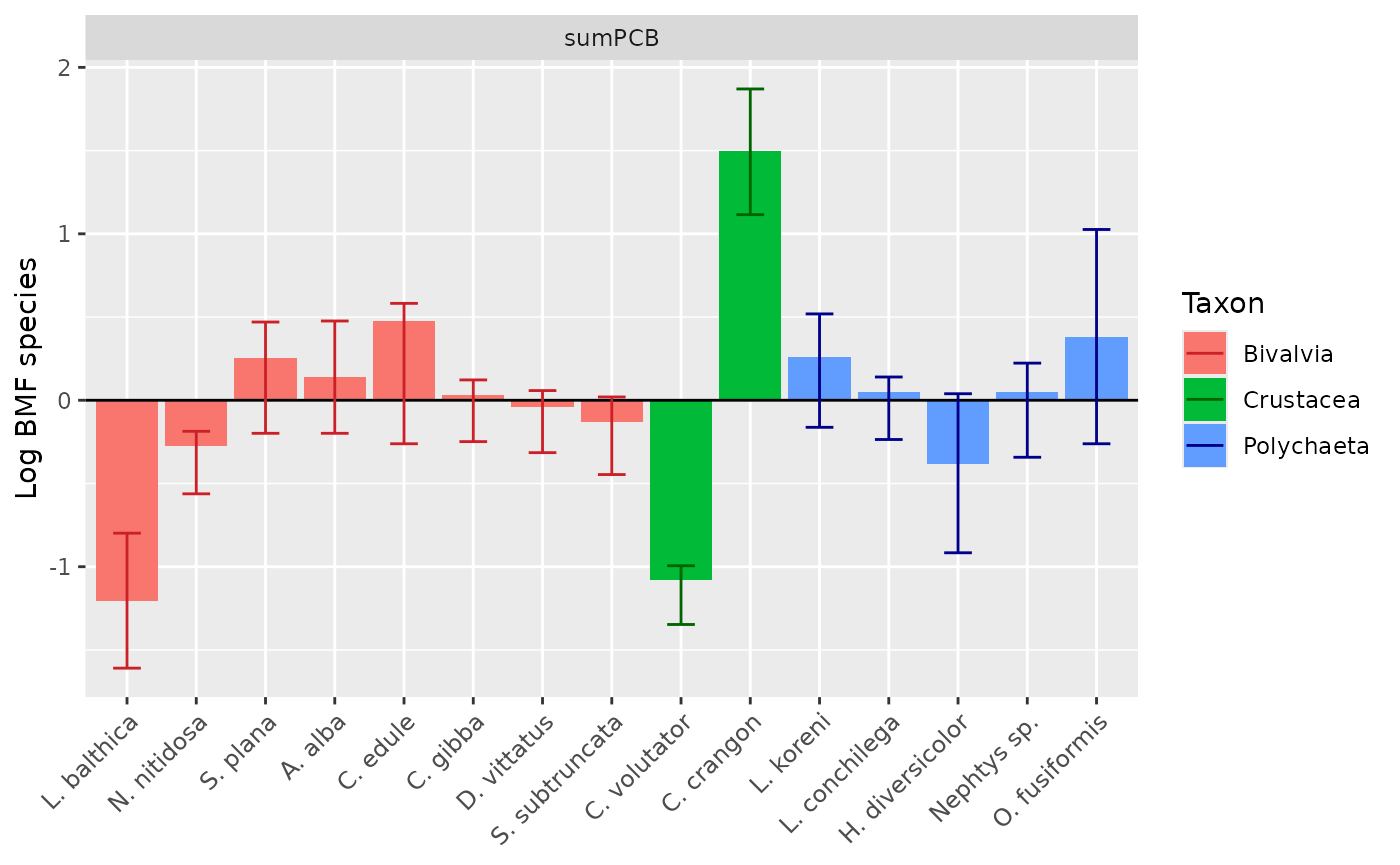 sumPCB
2
1
0
-1
Log BMF species
L. balthica
N. nitidosa
S. plana
A. alba
C. edule
C. gibba
D. vittatus
S. subtruncata
C. volutator
C. crangon
L. koreni
L. conchilega
H. diversicolor
Nephtys sp.
O. fusiformis
Taxon
Bivalvia
Crustacea
Polychaeta